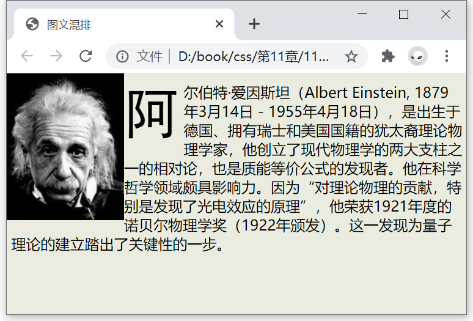 图文混排
文件 | D:/book/css/第11章/11...
阿尔伯特·爱因斯坦（Albert Einstein, 1879
年3月14日 - 1955年4月18日），是出生于
德国、拥有瑞士和美国国籍的犹太裔理论物
理学家，他创立了现代物理学的两大支柱之
一的相对论，也是质能等价公式的发现者。他在科学
哲学领域颇具影响力。因为“对理论物理的贡献，特
别是发现了光电效应的原理”，他荣获1921年度的
诺贝尔物理学奖（1922年颁发）。这一发现为量子
理论的建立踏出了关键性的一步。